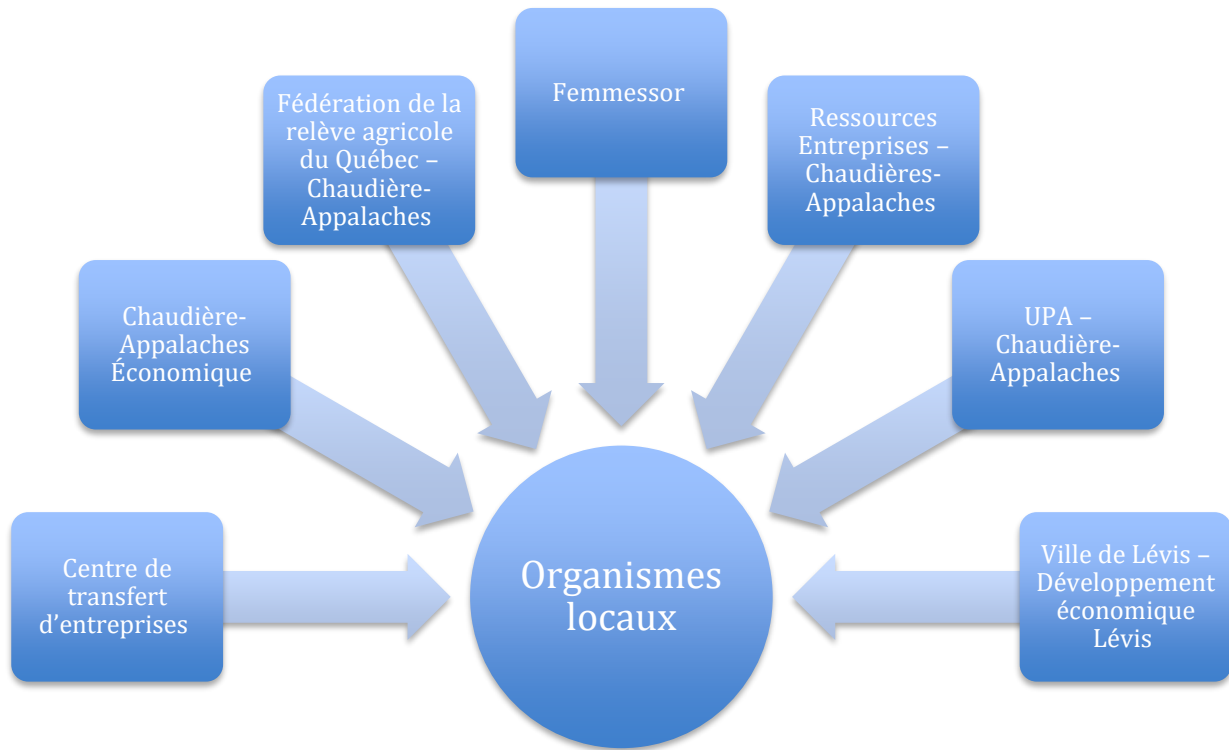 Femmessor
Fédération de la
relève agricole
du Québec –
Chaudière-
Appalaches
Ressources
Entreprises –
Chaudières-
Appalaches
Chaudière-
Appalaches
Économique
UPA –
Chaudière-
Appalaches
Centre de
transfert
d’entreprises
Organismes
locaux
Ville de Lévis –
Développement
économique
Lévis